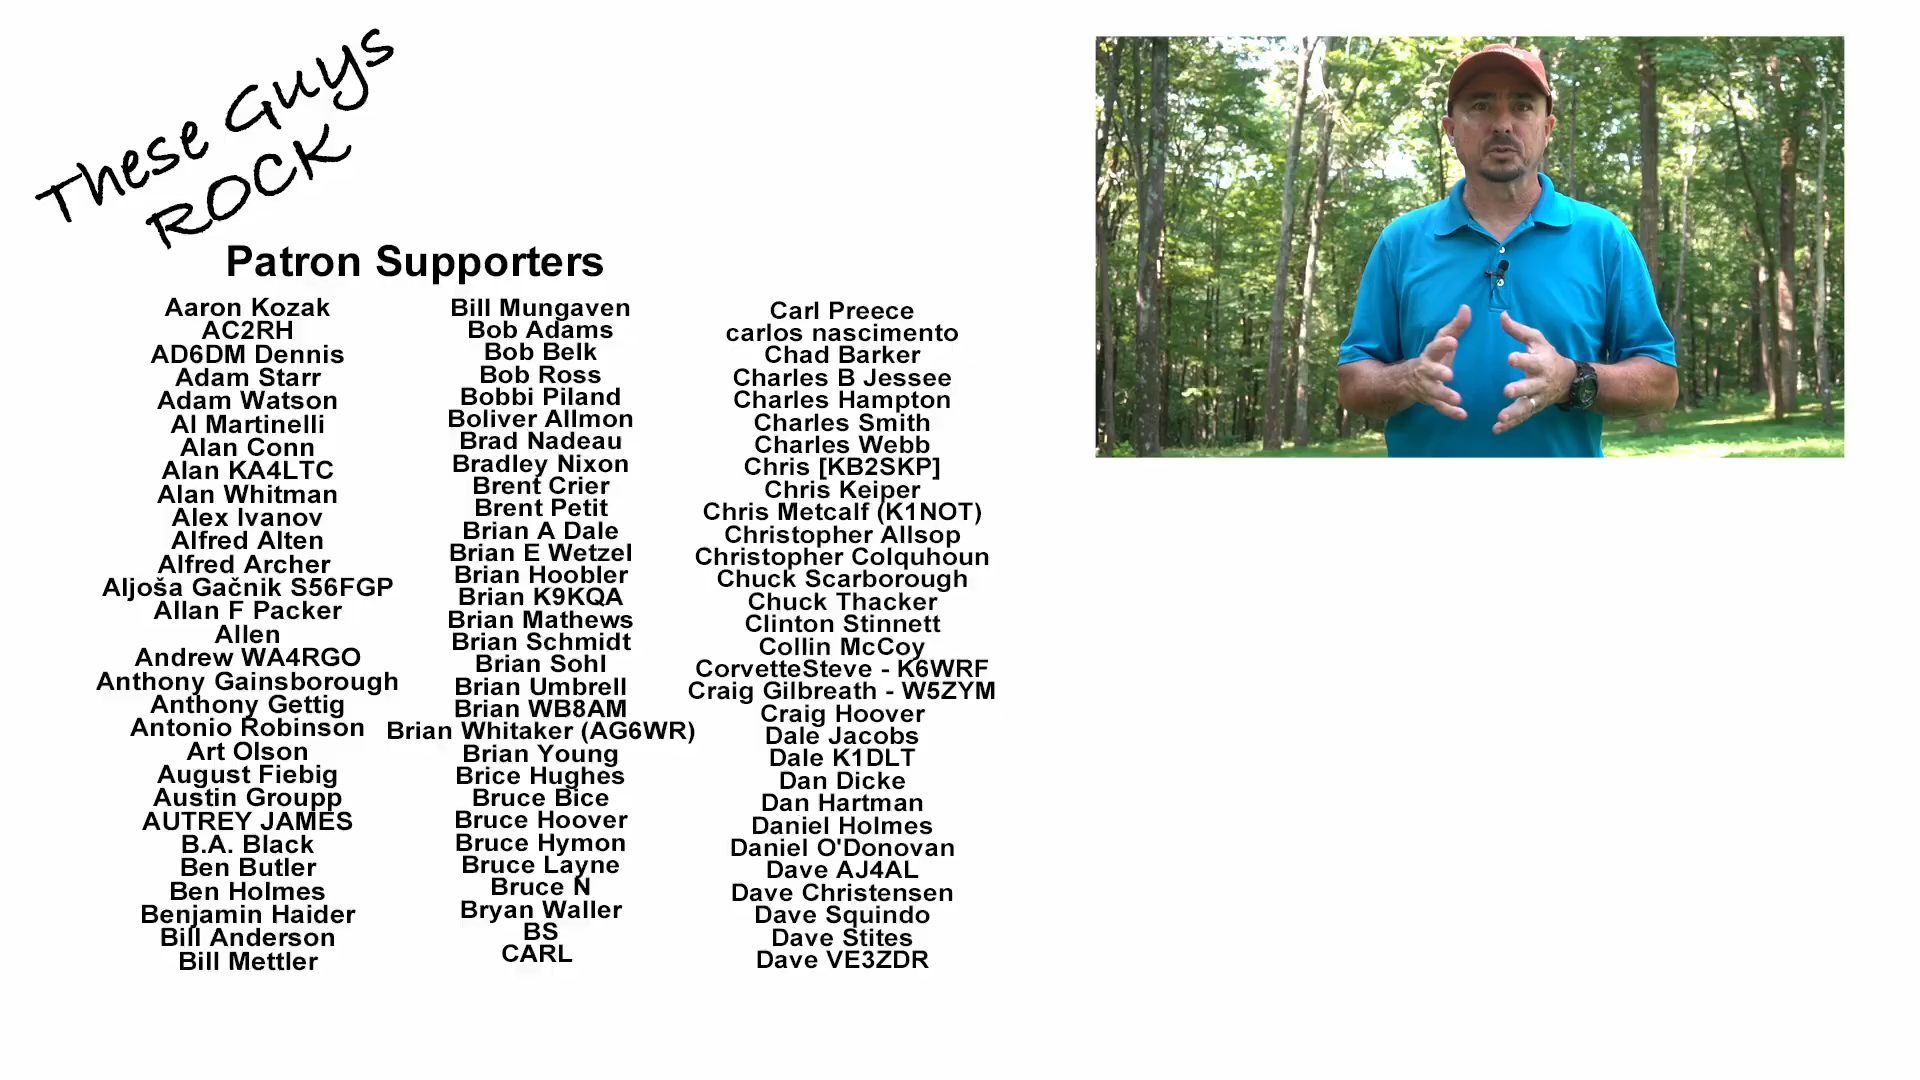 These Guys
ROCK
Patron Supporters
Aaron Kozak
AC2RH
AD6DM Dennis
Adam Starr
Adam Watson
Al Martinelli
Alan Conn
Alan KA4LTC
Alan Whitman
Alex Ivanov
Alfred Alten
Alfred Archer
Aljoša Gačnik S56FGP
Allan F Packer
Allen
Andrew WA4RGO
Anthony Gainsborough
Anthony Gettig
Antonio Robinson
Art Olson
August Fiebig
Austin Groupp
AUTREY JAMES
B.A. Black
Ben Butler
Ben Holmes
Benjamin Haider
Bill Anderson
Bill Mettler
Bill Mungaven
Bob Adams
Bob Belk
Bob Ross
Bobbi Piland
Boliver Allmon
Brad Nadeau
Bradley Nixon
Brent Crier
Brent Petit
Brian A Dale
Brian E Wetzel
Brian Hoobler
Brian K9KQA
Brian Mathews
Brian Schmidt
Brian Sohl
Brian Umbrell
Brian WB8AM
Brian Whitaker (AG6WR)
Brian Young
Brice Hughes
Bruce Bice
Bruce Hoover
Bruce Hymon
Bruce Layne
Bruce N
Bryan Waller
BS
CARL
Carl Preece
carlos nascimento
Chad Barker
Charles B Jessee
Charles Hampton
Charles Smith
Charles Webb
Chris [KB2SKP]
Chris Keiper
Chris Metcalf (K1NOT)
Christopher Allsop
Christopher Colquhoun
Chuck Scarborough
Chuck Thacker
Clinton Stinnett
Collin McCoy
CorvetteSteve - K6WRF
Craig Gilbreath - W5ZYM
Craig Hoover
Dale Jacobs
Dale K1DLT
Dan Dicke
Dan Hartman
Daniel Holmes
Daniel O'Donovan
Dave AJ4AL
Dave Christensen
Dave Squindo
Dave Stites
Dave VE3ZDR